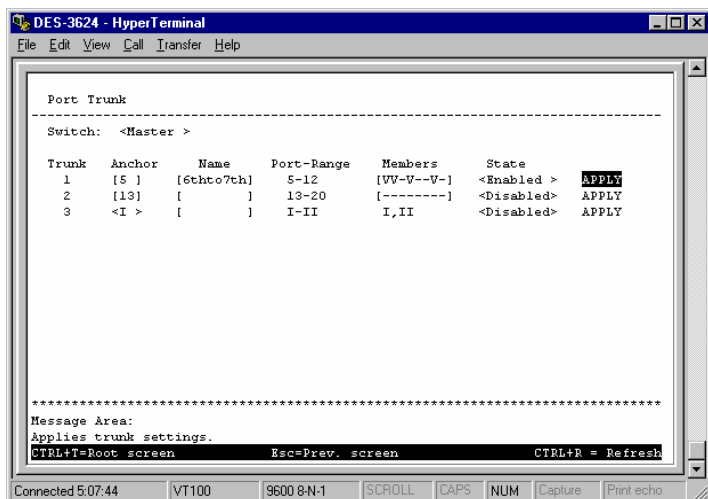 DES-3624 - HyperTerminal
File Edit View Call Transfer Help
Port Trunk
--------------------------------------------------------------------------------
Switch: <Master >
Trunk Anchor Name Port-Range Members State
1 [5 ] [6thto7th] 5-12 [VV-V--V-] <Enabled > APPLY
2 [13] [ ] 13-20 [--------] <Disabled> APPLY
3 <I > [ ] I-II I,II <Disabled> APPLY
********************************************************************************
Message Area:
Applies trunk settings.
CTRL+T=Root screen Esc=Prev. screen CTRL+R = Refresh
Connected 5:07:44 VT100 9600 8-N-1 SCROLL CAPS NUM Capture Print echo